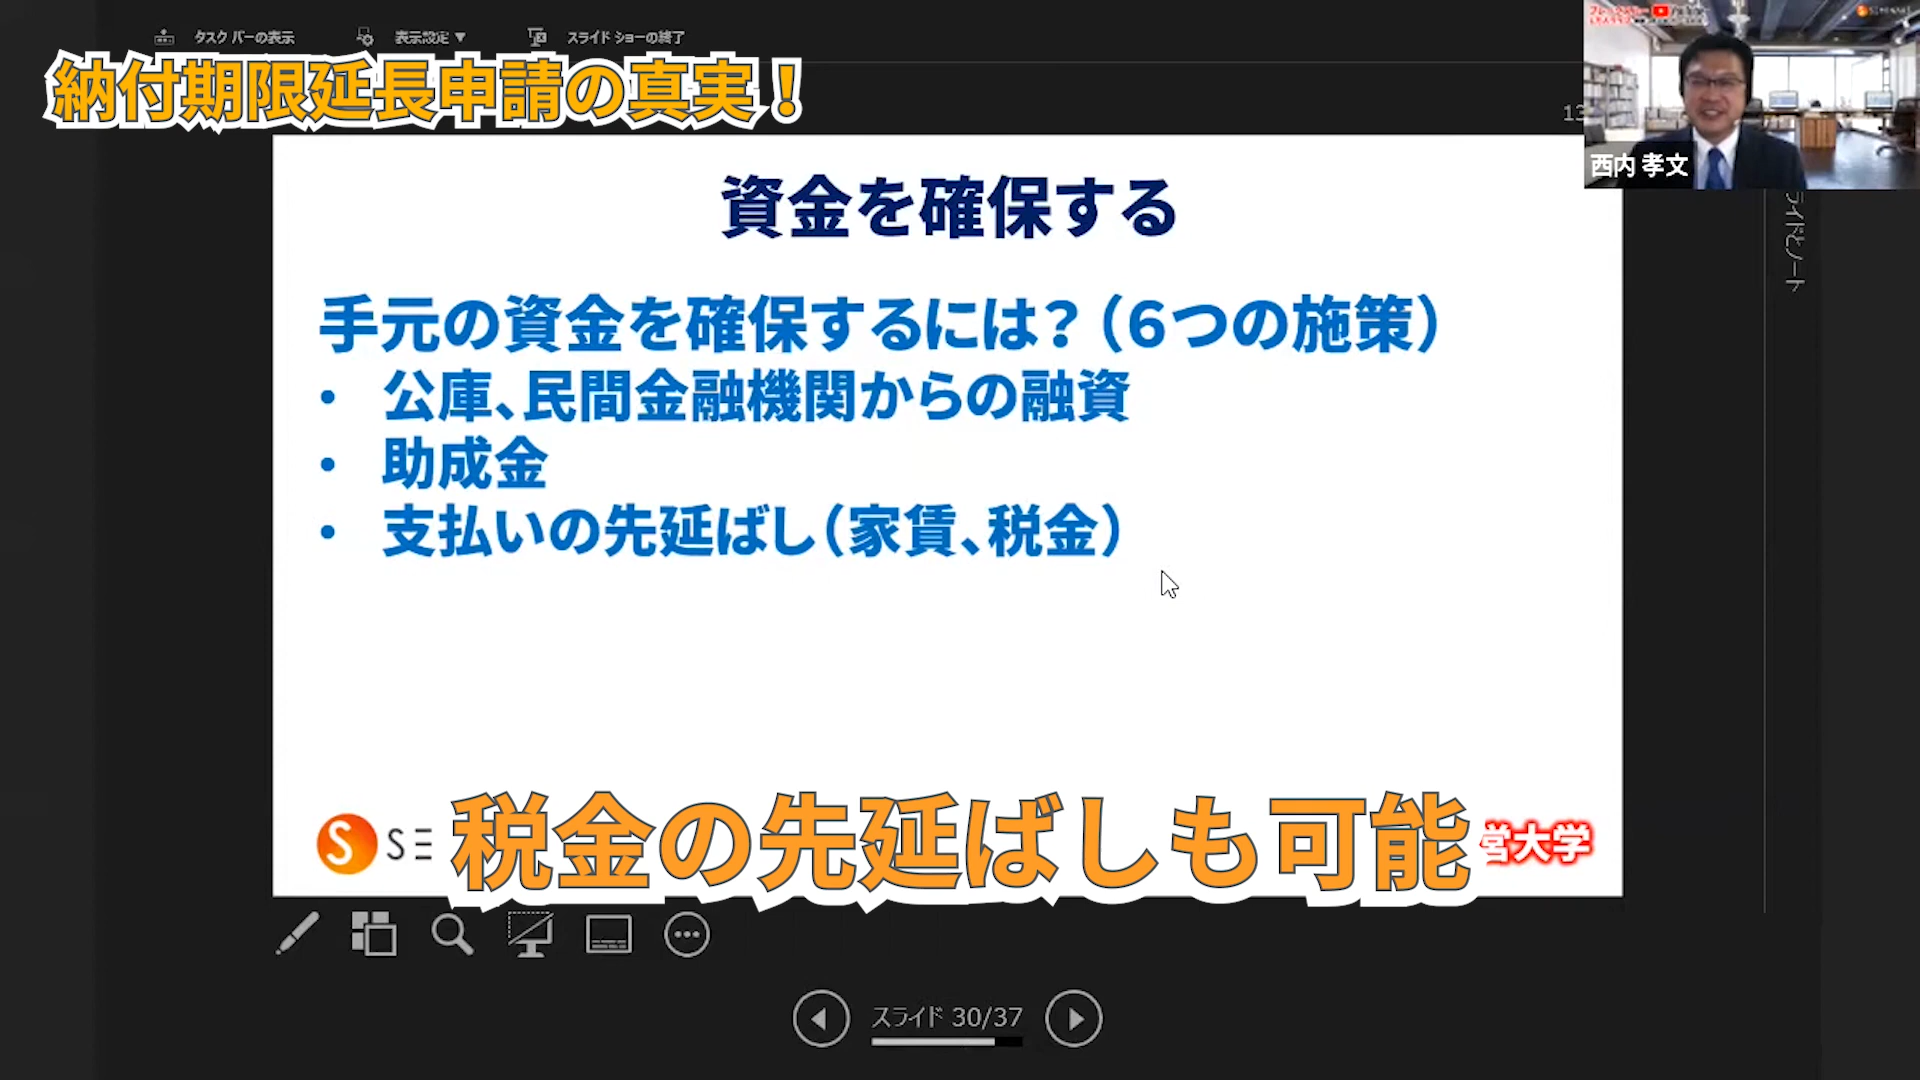 タスク バーの表示
表示設定 ▼
スライド ショーの終了
納付期限延長申請の真実！
13
西内 孝文
資金を確保する
手元の資金を確保するには？（６つの施策）
• 公庫、民間金融機関からの融資
• 助成金
• 支払いの先延ばし（家賃、税金）
S SE
税金の先延ばしも可能
営大学
スライド 30/37